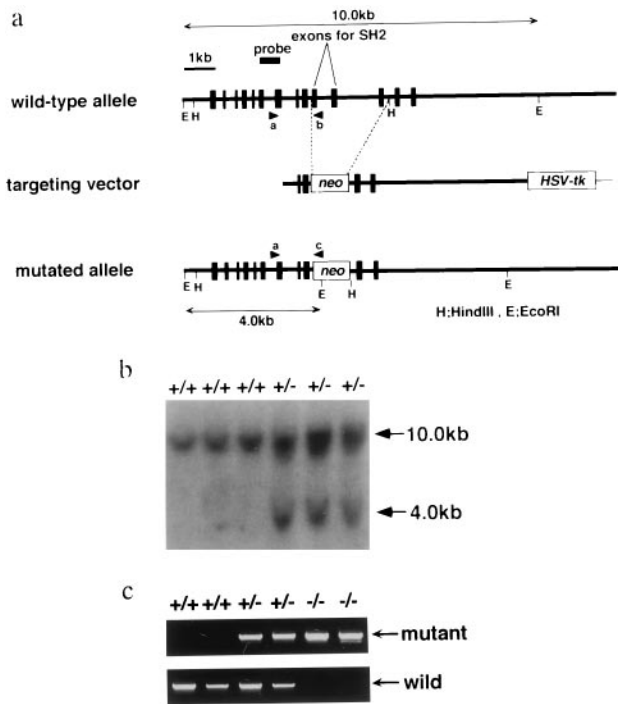 a
10.0kb
exons for SH2
probe
1kb
wild-type allele
E H H E
a b
targeting vector
neo HSV-tk
a c
mutated allele
neo
E H E H E
4.0kb
H;HindIII . E;EcoRI
b
+/+ +/+ +/+ +/- +/- +/-
10.0kb
4.0kb
c
+/+ +/+ +/- +/- -/- -/-
mutant
wild